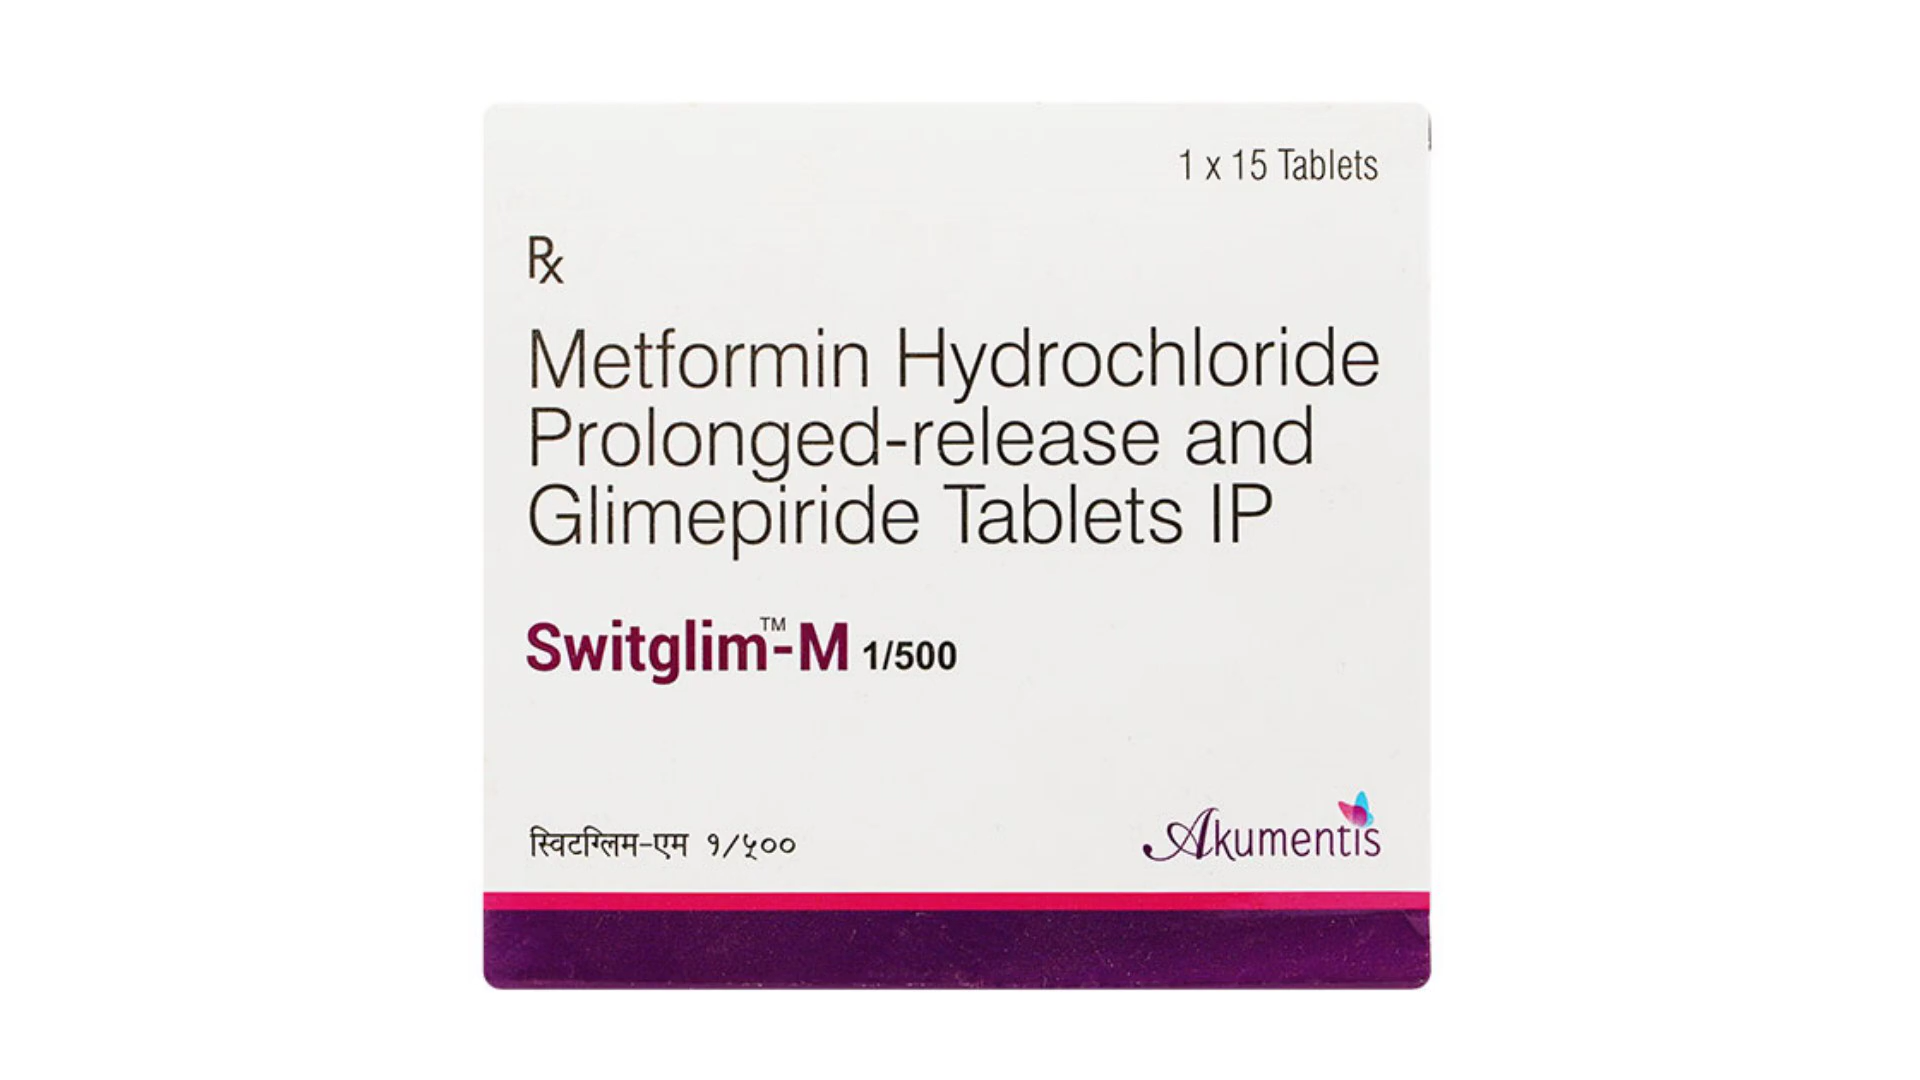 1 x 15 Tablets
Rx
Metformin Hydrochloride
Prolonged-release and
Glimepiride Tablets IP
Switglim™-M 1/500
स्विटग्लिम-एम १/५००
Akumentis